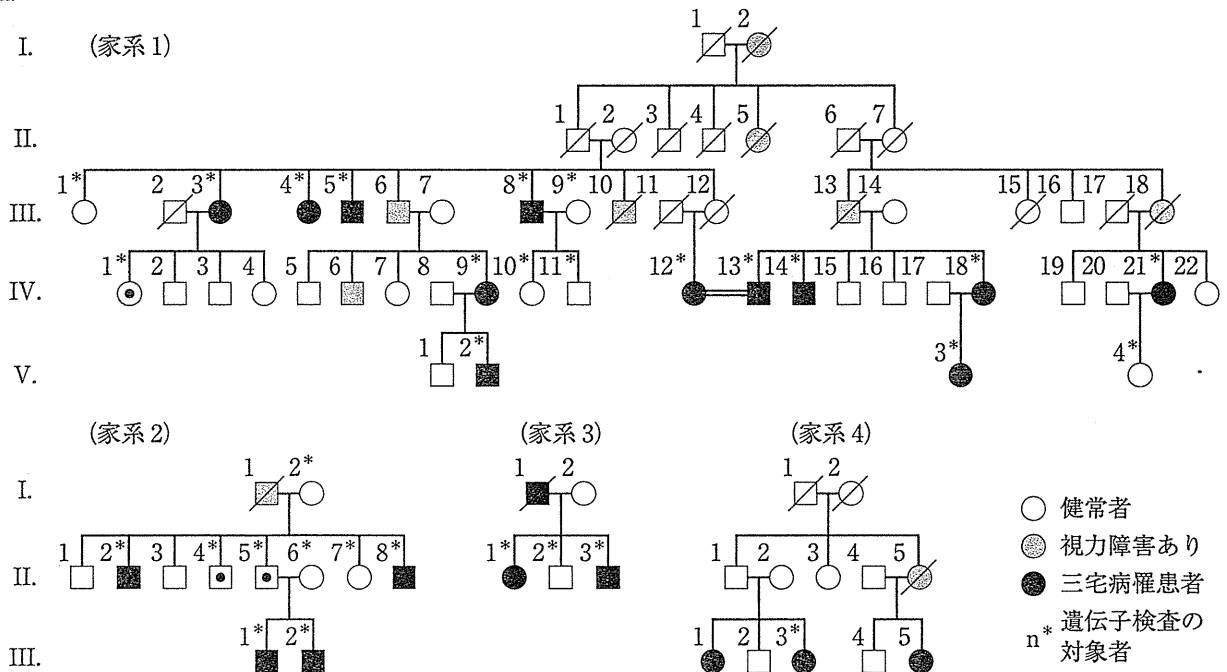 I. (家系1) 1 2
II. 1 2 3 4 5 6 7
III. 1* 2 3* 4* 5* 6 7 8* 9* 10 11 12 13 14 15 16 17 18
IV. 1* 2 3 4 5 6 7 8 9* 10* 11* 12* 13* 14* 15 16 17 18* 19 20 21* 22
V. 1 2* 3* 4*
(家系2) (家系3) (家系4)
I. 1 2* 1 2 1 2
II. 1 2* 3 4* 5* 6* 7* 8* 1* 2* 3* 1 2 3 4 5
III. 1* 2* 1 2 3* 4 5
健常者
視力障害あり
三宅病罹患者
n* 遺伝子検査の
対象者